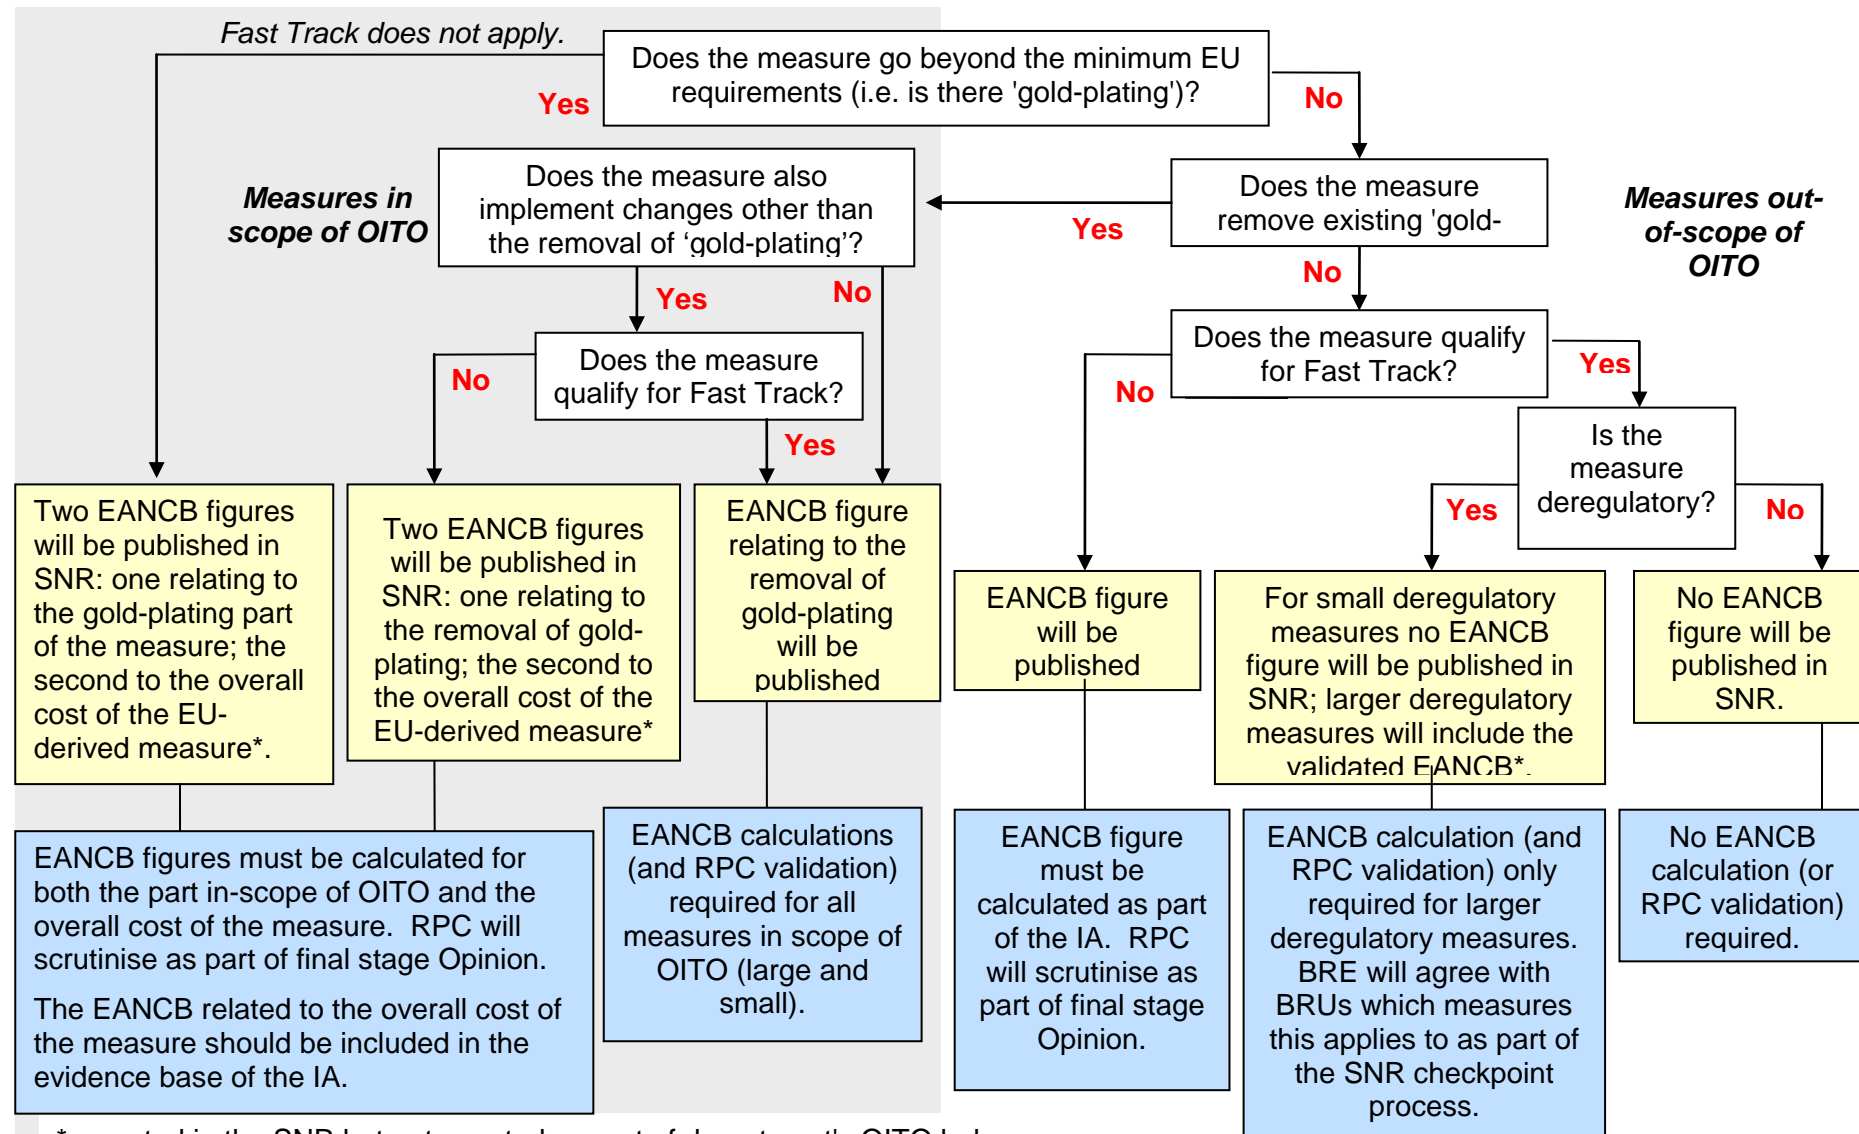 Fast Track does not apply.
Does the measure go beyond the minimum EU
requirements (i.e. is there 'gold-plating')?
Yes
No
Measures in
scope of OITO
Does the measure also
implement changes other than
the removal of ‘gold-plating’?
Does the measure
remove existing 'gold-
Measures out-
of-scope of
OITO
Yes
No
Yes
No
Does the measure
qualify for Fast Track?
Does the measure qualify
for Fast Track?
No
Yes
No
Yes
Is the
measure
deregulatory?
Yes
No
Two EANCB figures
will be published in
SNR: one relating to
the gold-plating part
of the measure; the
second to the overall
cost of the EU-
derived measure*.
Two EANCB figures
will be published in
SNR: one relating to
the removal of gold-
plating; the second to
the overall cost of the
EU-derived measure*
EANCB figure
relating to the
removal of
gold-plating
will be
published
EANCB figure
will be
published
For small deregulatory
measures no EANCB
figure will be published in
SNR; larger deregulatory
measures will include the
validated EANCB*.
No EANCB
figure will be
published in
SNR.
EANCB figures must be calculated for
both the part in-scope of OITO and the
overall cost of the measure.  RPC will
scrutinise as part of final stage Opinion.
The EANCB related to the overall cost of
the measure should be included in the
evidence base of the IA.
EANCB calculations
(and RPC validation)
required for all
measures in scope of
OITO (large and
small).
EANCB figure
must be
calculated as part
of the IA.  RPC
will scrutinise as
part of final stage
Opinion.
EANCB calculation (and
RPC validation) only
required for larger
deregulatory measures.
BRE will agree with
BRUs which measures
this applies to as part of
the SNR checkpoint
process.
No EANCB
calculation (or
RPC validation)
required.